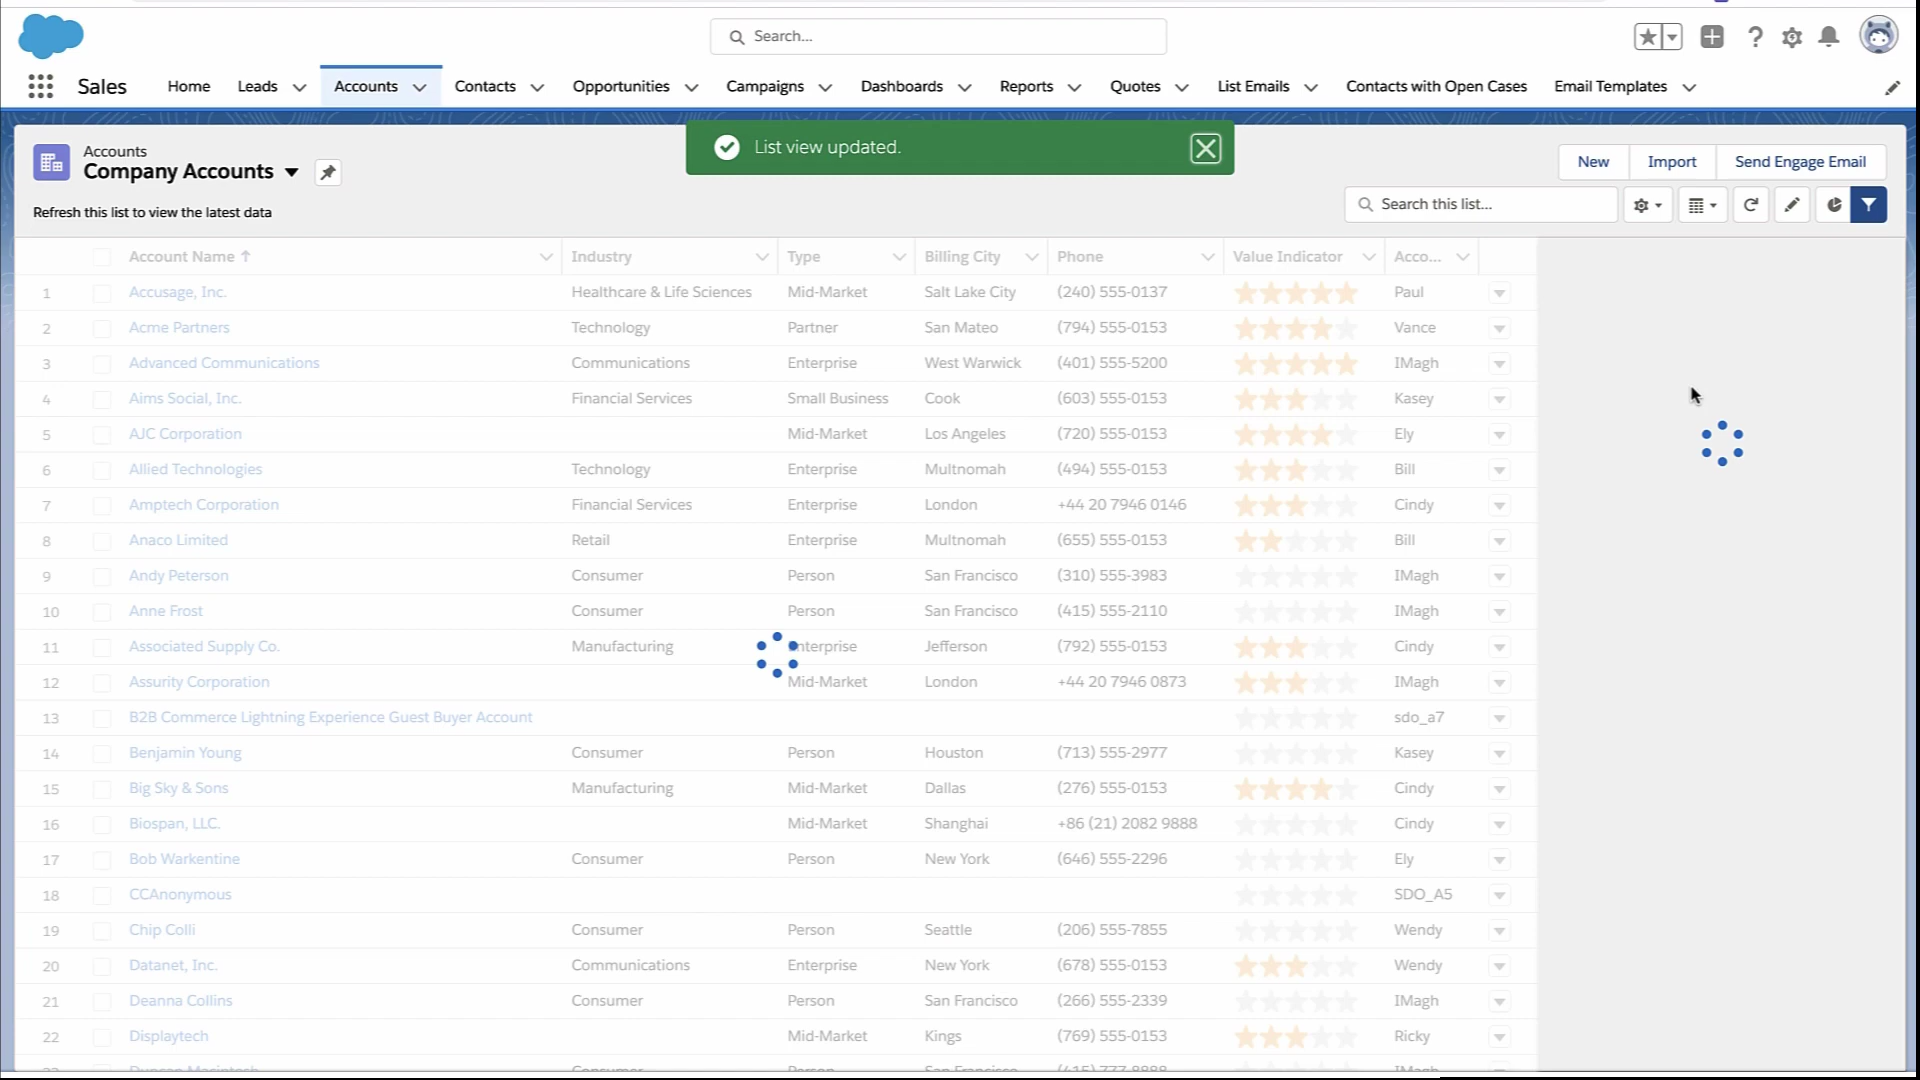 Search...
Sales Home Leads Accounts Contacts Opportunities Campaigns Dashboards Reports Quotes List Emails Contacts with Open Cases Email Templates
List view updated.
Accounts
Company Accounts
New Import Send Engage Email
Refresh this list to view the latest data
Search this list...
Account Name Industry Type Billing City Phone Value Indicator Acco...
1 Accusage, Inc. Healthcare & Life Sciences Mid-Market Salt Lake City (240) 555-0137 Paul
2 Acme Partners Technology Partner San Mateo (794) 555-0153 Vance
3 Advanced Communications Communications Enterprise West Warwick (401) 555-5200 IMagh
4 Aims Social, Inc. Financial Services Small Business Cook (603) 555-0153 Kasey
5 AJC Corporation Mid-Market Los Angeles (720) 555-0153 Ely
6 Allied Technologies Technology Enterprise Multnomah (494) 555-0153 Bill
7 Amptech Corporation Financial Services Enterprise London +44 20 7946 0146 Cindy
8 Anaco Limited Retail Enterprise Multnomah (655) 555-0153 Bill
9 Andy Peterson Consumer Person San Francisco (310) 555-3983 IMagh
10 Anne Frost Consumer Person San Francisco (415) 555-2110 IMagh
11 Associated Supply Co. Manufacturing Enterprise Jefferson (792) 555-0153 Cindy
12 Assurity Corporation Mid-Market London +44 20 7946 0873 IMagh
13 B2B Commerce Lightning Experience Guest Buyer Account sdo_a7
14 Benjamin Young Consumer Person Houston (713) 555-2977 Kasey
15 Big Sky & Sons Manufacturing Mid-Market Dallas (276) 555-0153 Cindy
16 Biospan, LLC. Mid-Market Shanghai +86 (21) 2082 9888 Cindy
17 Bob Warkentine Consumer Person New York (646) 555-2296 Ely
18 CCAnonymous SDO_A5
19 Chip Colli Consumer Person Seattle (206) 555-7855 Wendy
20 Datanet, Inc. Communications Enterprise New York (678) 555-0153 Wendy
21 Deanna Collins Consumer Person San Francisco (266) 555-2339 IMagh
22 Displaytech Mid-Market Kings (769) 555-0153 Ricky